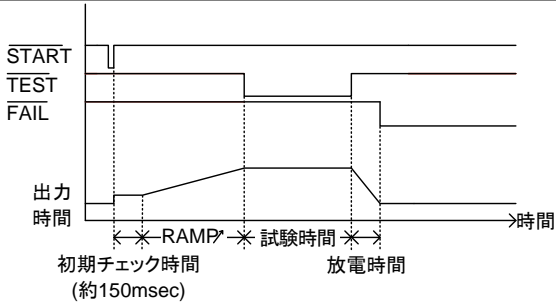 START
TEST
FAIL
出力
時間
時間
RAMP↗
試験時間
初期チェック時間
放電時間
(約150msec)